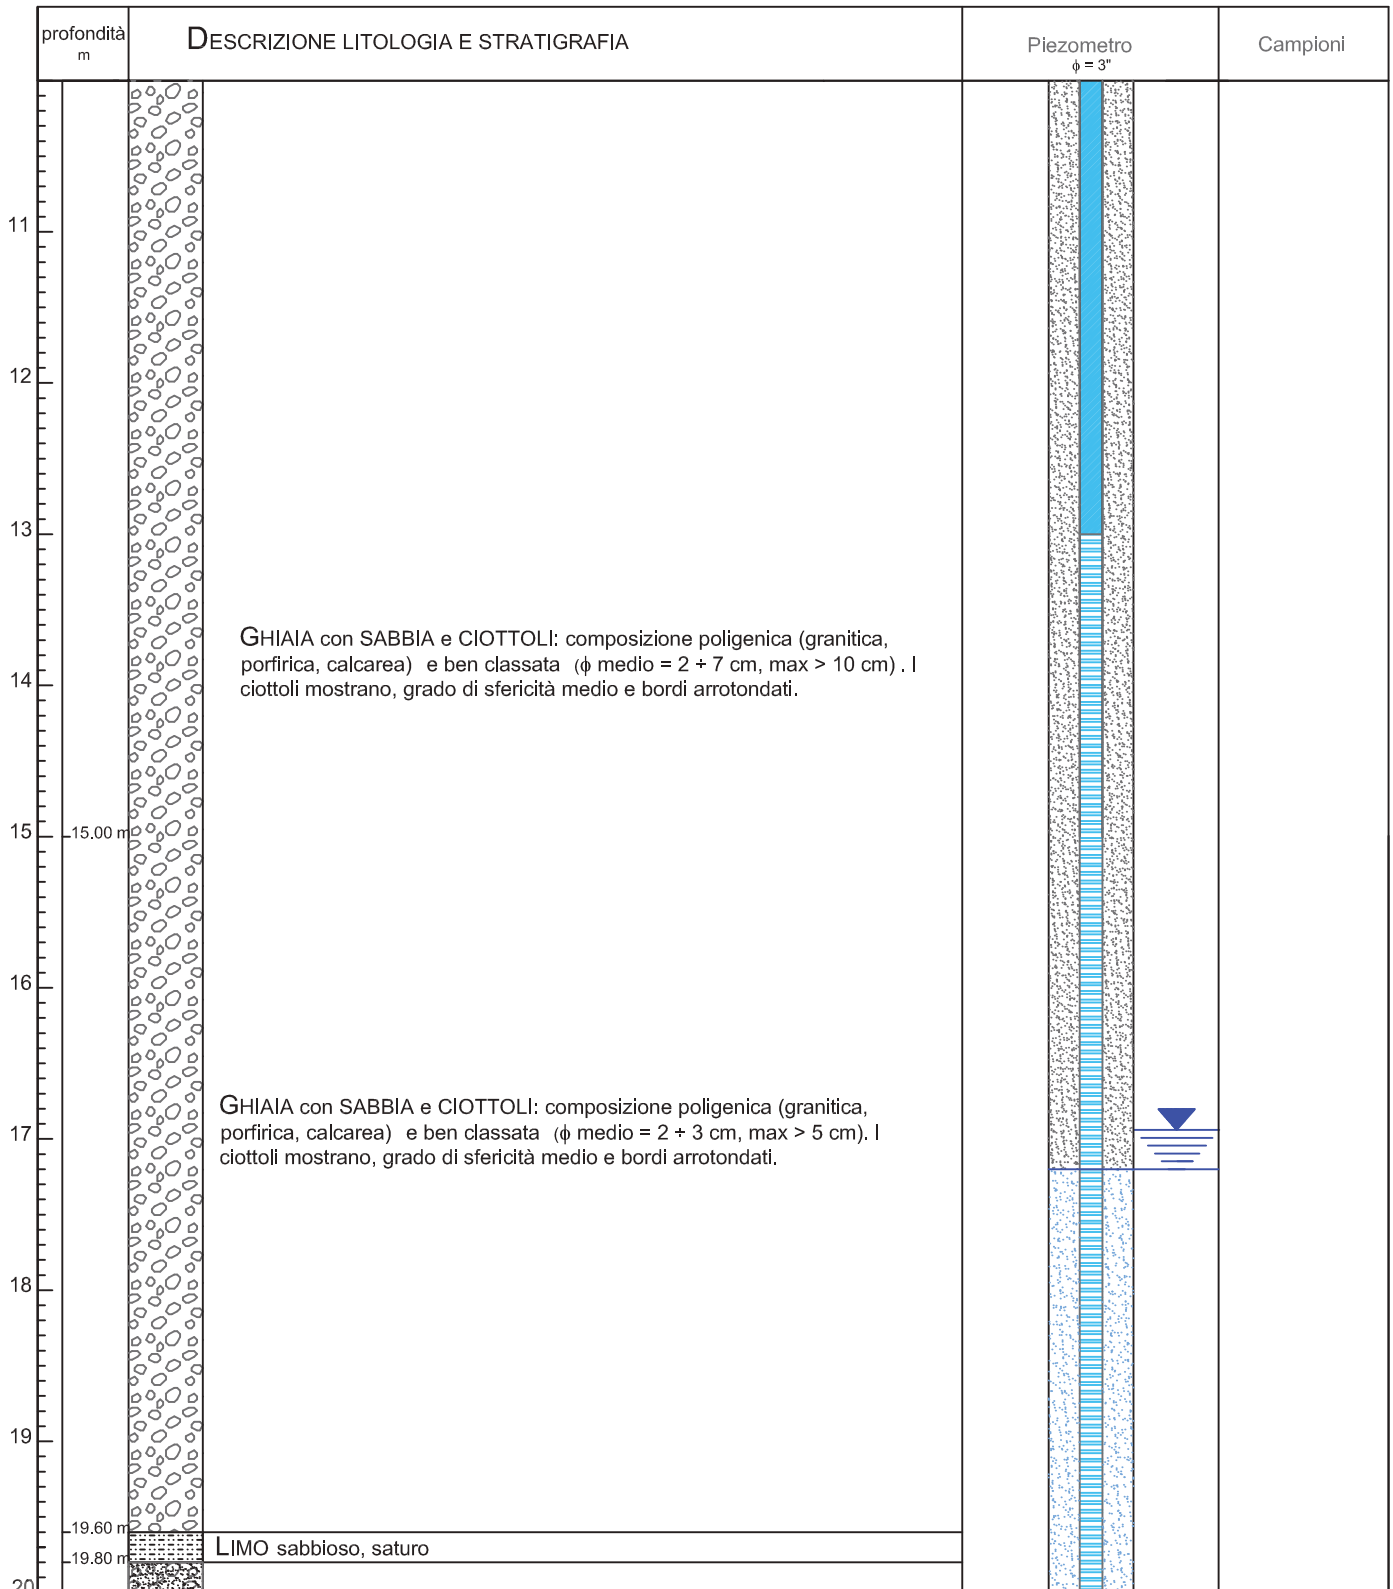 profondità
m
DESCRIZIONE LITOLOGIA E STRATIGRAFIA
Piezometro
ϕ = 3"
Campioni
11
12
13
GHIAIA con SABBIA e CIOTTOLI: composizione poligenica (granitica,
porfirica, calcarea) e ben classata (ϕ medio = 2 ÷ 7 cm, max > 10 cm) . I
ciottoli mostrano, grado di sfericità medio e bordi arrotondati.
14
15
15.00 m
16
GHIAIA con SABBIA e CIOTTOLI: composizione poligenica (granitica,
porfirica, calcarea) e ben classata (ϕ medio = 2 ÷ 3 cm, max > 5 cm). I
ciottoli mostrano, grado di sfericità medio e bordi arrotondati.
17
18
19
19.60 m
LIMO sabbioso, saturo
19.80 m
20